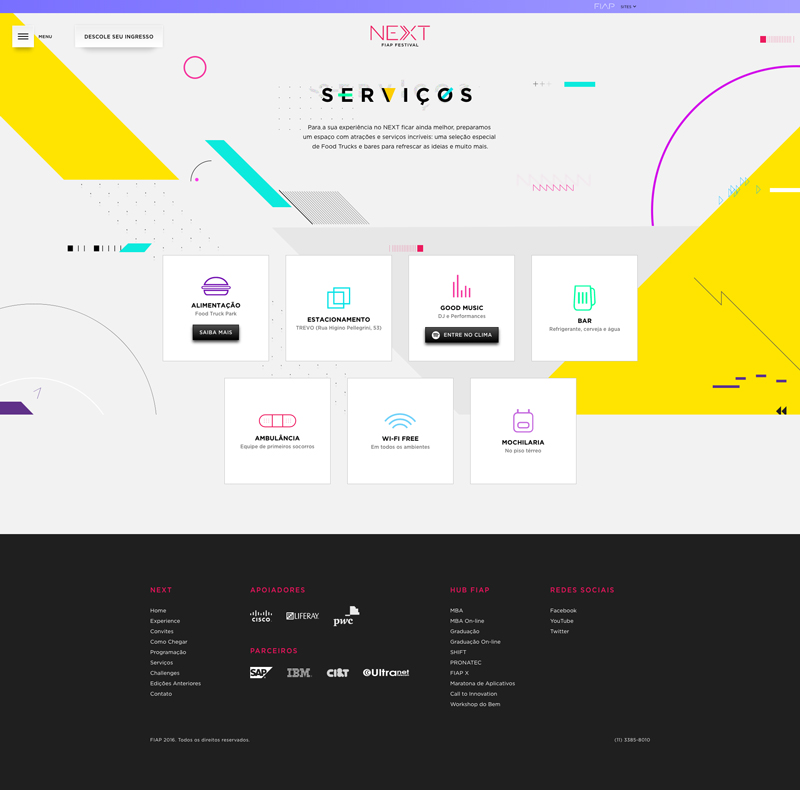 FIAP
SITES
MENU
DESCOLE SEU INGRESSO
NEXT
FIAP FESTIVAL
SERVIÇOS
Para a sua experiência no NEXT ficar ainda melhor, preparamos
um espaço com atrações e serviços incríveis: uma seleção especial
de Food Trucks e bares para refrescar as ideias e muito mais.
ALIMENTAÇÃO
Food Truck Park
SAIBA MAIS
ESTACIONAMENTO
TREVO (Rua Higino Pellegrini, 53)
GOOD MUSIC
DJ e Performances
ENTRE NO CLIMA
BAR
Refrigerante, cerveja e água
AMBULÂNCIA
Equipe de primeiros socorros
WI-FI FREE
Em todos os ambientes
MOCHILARIA
No piso térreo
NEXT
Home
Experience
Convites
Como Chegar
Programação
Serviços
Challenges
Edições Anteriores
Contato
APOIADORES
CISCO
LIFERAY.
pwc
PARCEIROS
SAP
IBM
CI&T
Ultranet
HUB FIAP
MBA
MBA On-line
Graduação
Graduação On-line
SHIFT
PRONATEC
FIAP X
Maratona de Aplicativos
Call to Innovation
Workshop do Bem
REDES SOCIAIS
Facebook
YouTube
Twitter
FIAP 2016. Todos os direitos reservados.
(11) 3385-8010